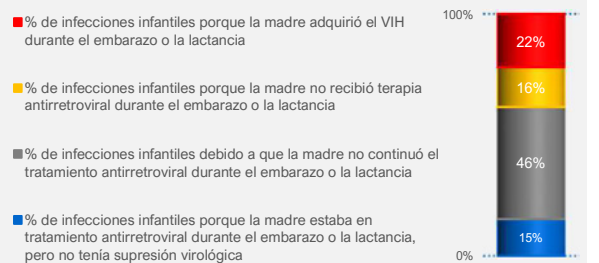 % de infecciones infantiles porque la madre adquirió el VIH
durante el embarazo o la lactancia
% de infecciones infantiles porque la madre no recibió terapia
antirretroviral durante el embarazo o la lactancia
% de infecciones infantiles debido a que la madre no continuó el
tratamiento antirretroviral durante el embarazo o la lactancia
% de infecciones infantiles porque la madre estaba en
tratamiento antirretroviral durante el embarazo o la lactancia,
pero no tenía supresión virológica
100%
22%
16%
46%
15%
0%